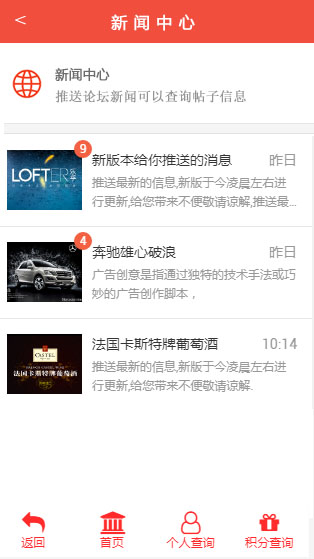 <
新闻中心
新闻中心
推送论坛新闻可以查询帖子信息
9
LOFTER
新版本给你推送的消息
昨日
推送最新的信息,新版于今凌晨左右进
行更新,给您带来不便敬请谅解,推送最...
4
奔驰雄心破浪
昨日
广告创意是指通过独特的技术手法或巧
妙的广告创作脚本，
CASTEL
法国卡斯特牌葡萄酒
法国卡斯特牌葡萄酒
10:14
推送最新的信息,新版于今凌晨左右进
行更新,给您带来不便敬请谅解.
返回
首页
个人查询
积分查询